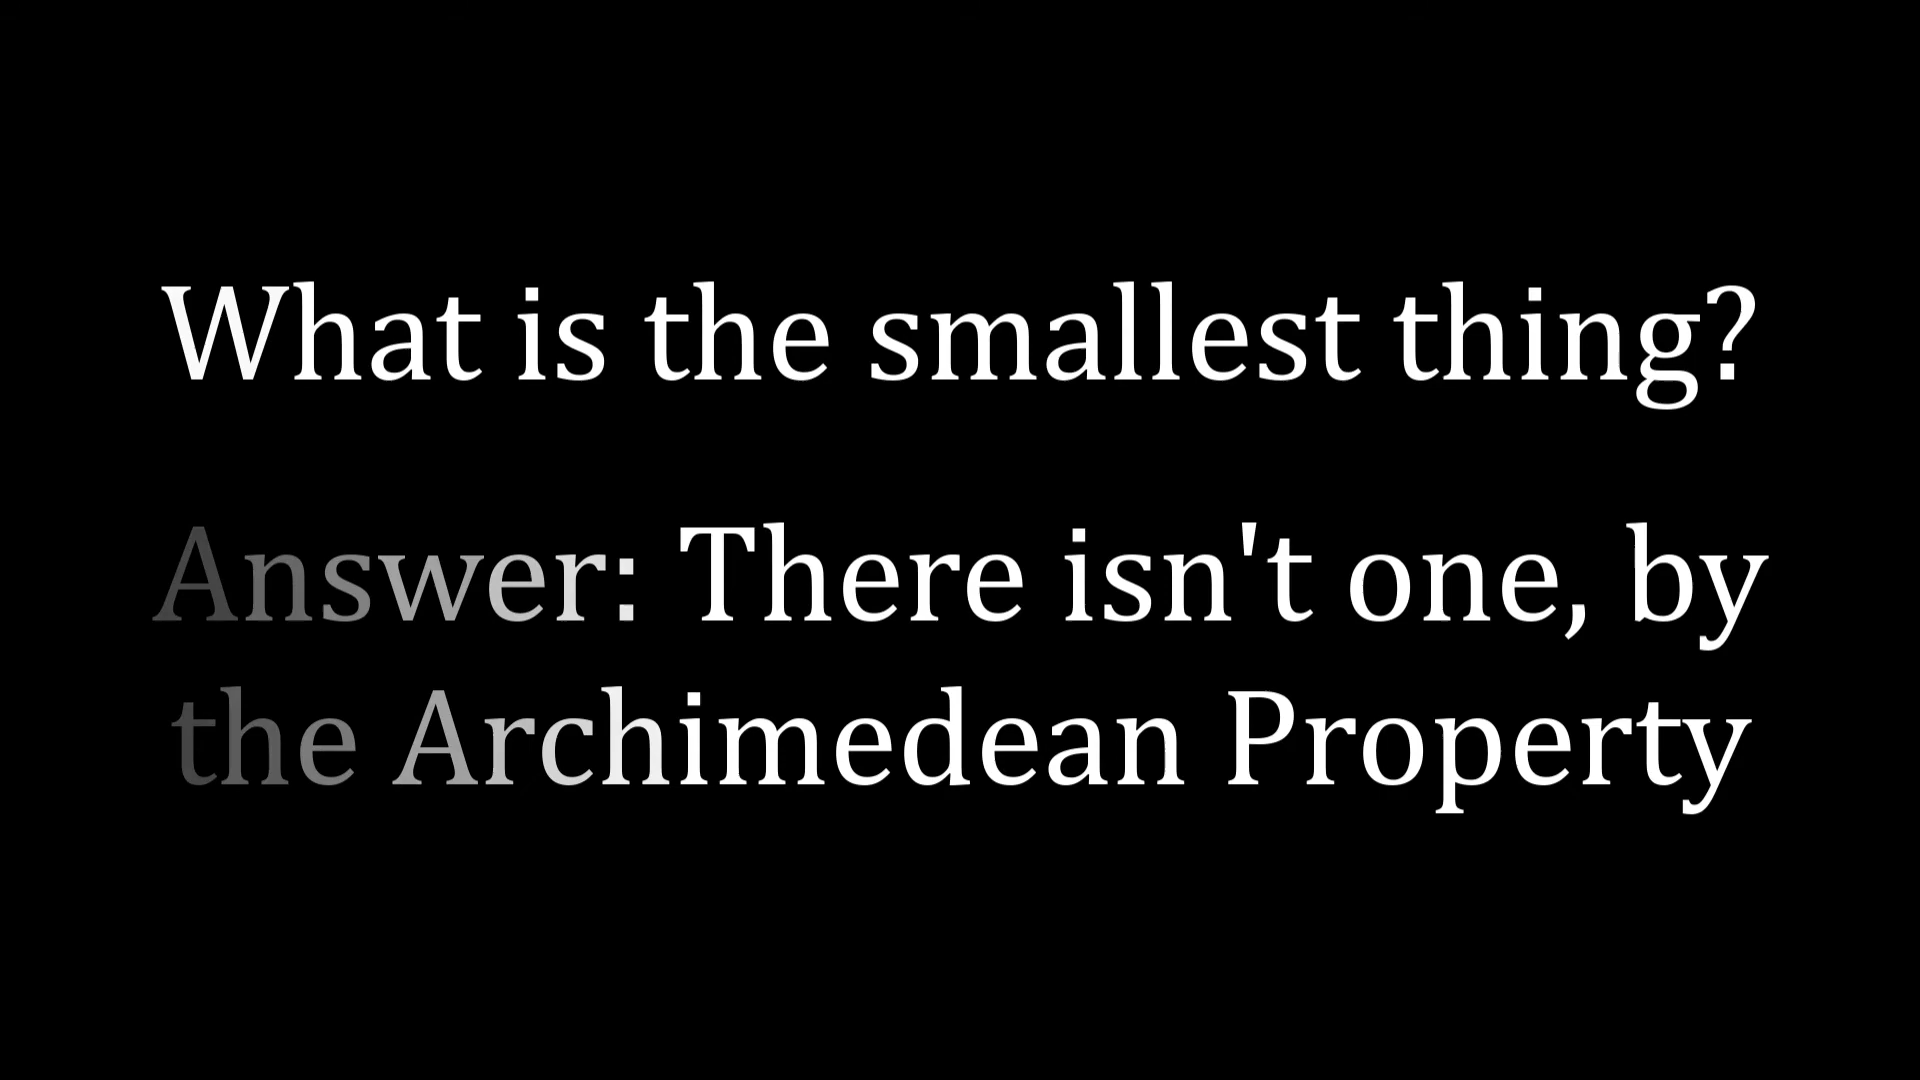 What is the smallest thing?
Answer: There isn't one, by
the Archimedean Property